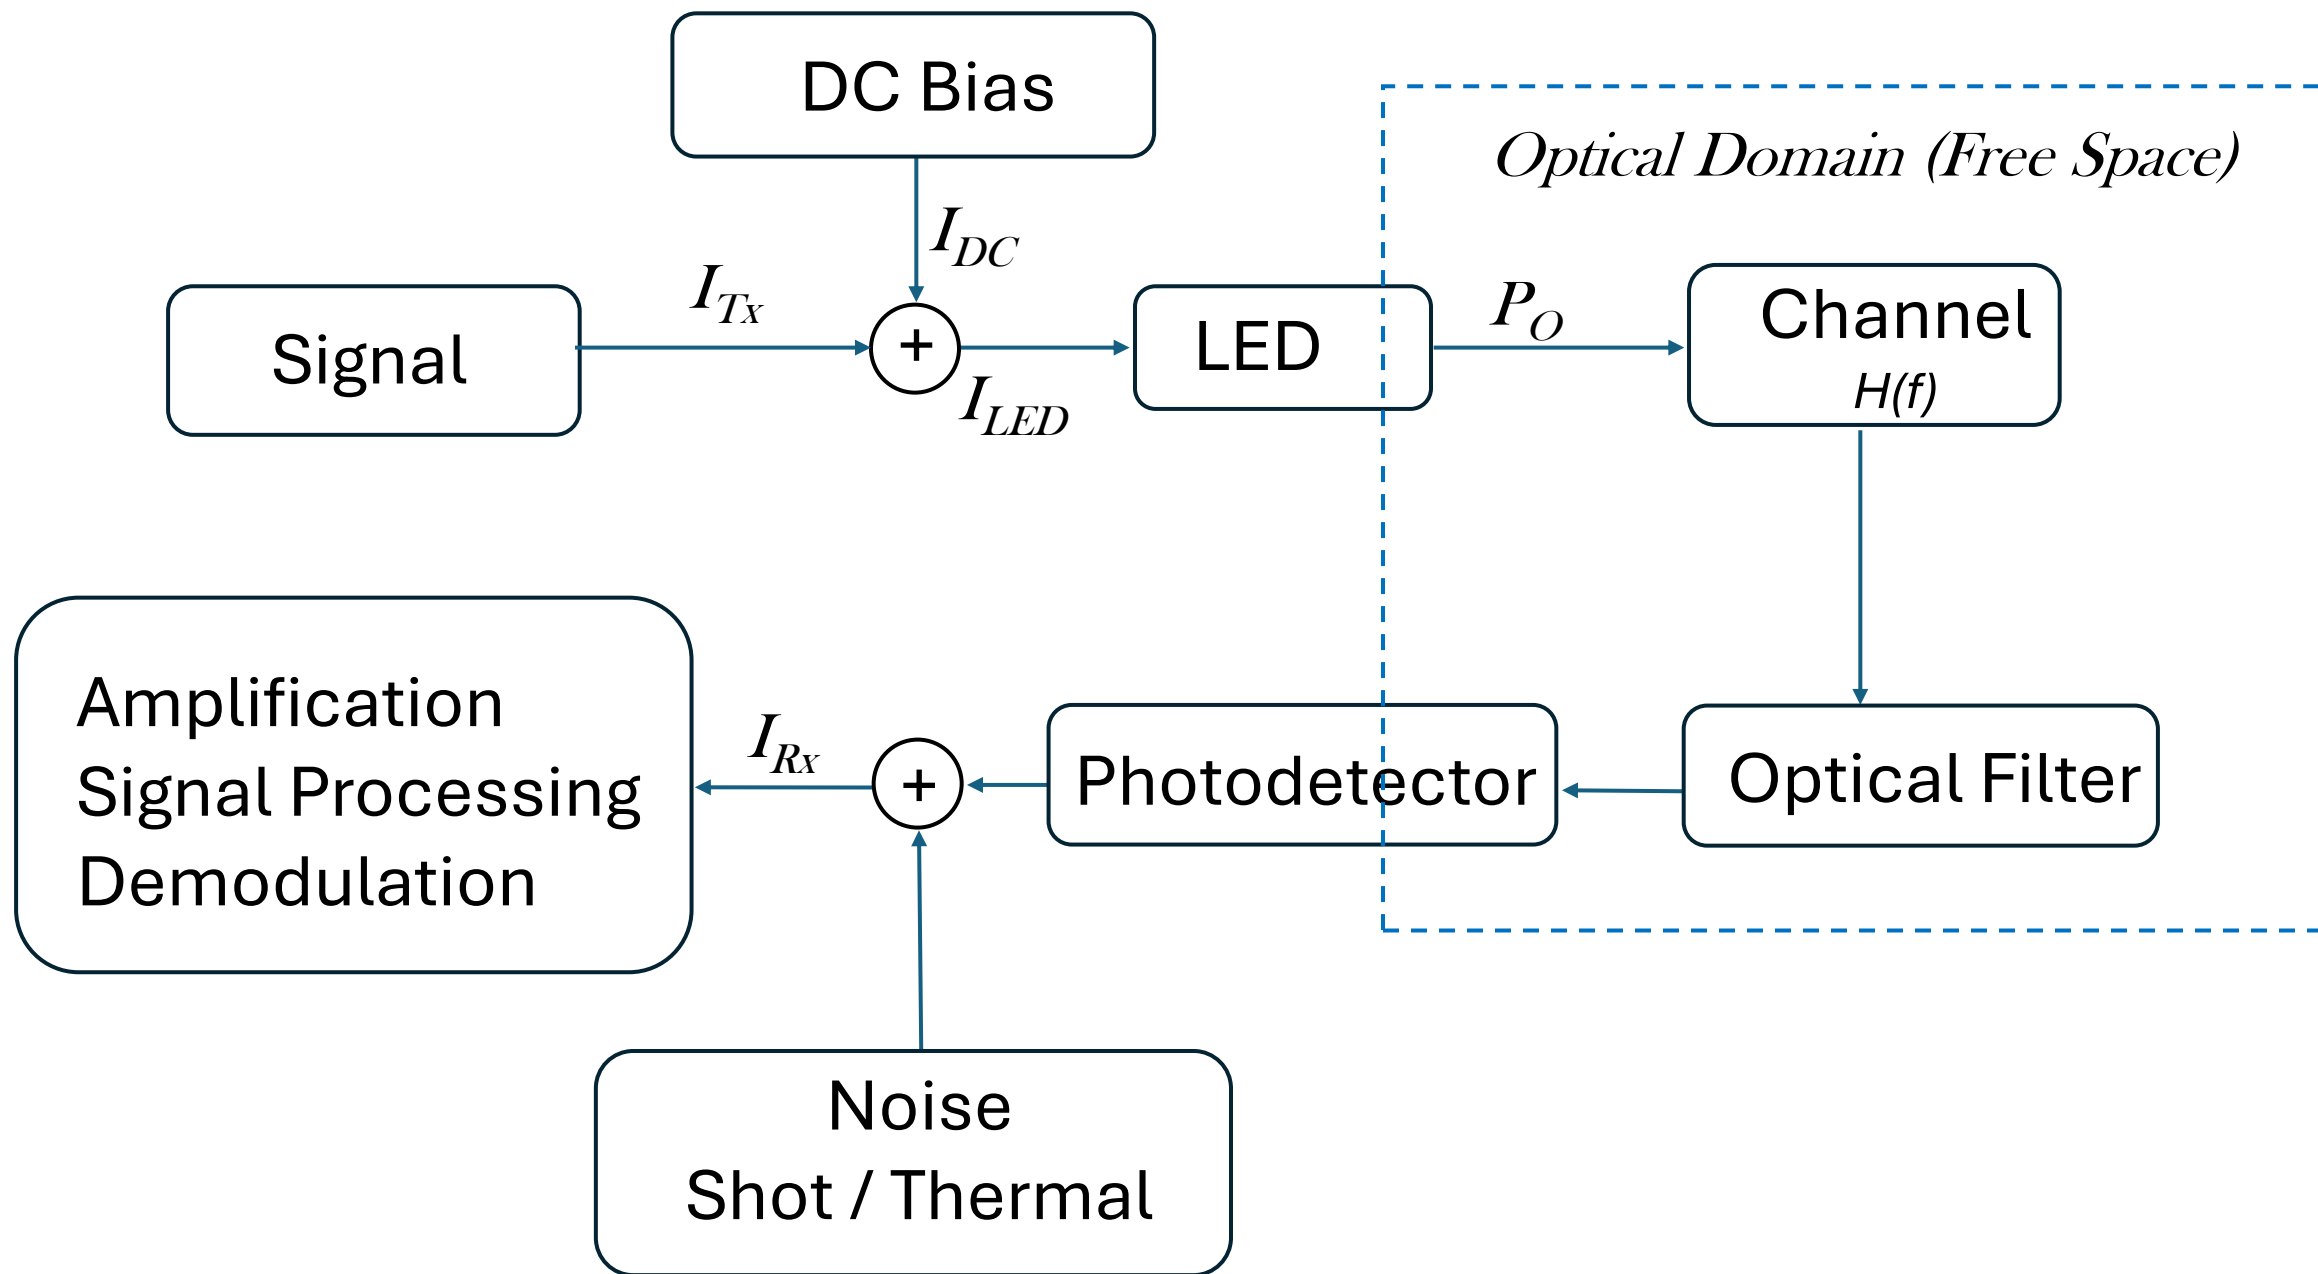 DC Bias
Optical Domain (Free Space)
I_DC
I_Tx
Signal
+
I_LED
LED
P_O
Channel
H(f)
Amplification
Signal Processing
Demodulation
I_Rx
+
Photodetector
Optical Filter
Noise
Shot / Thermal